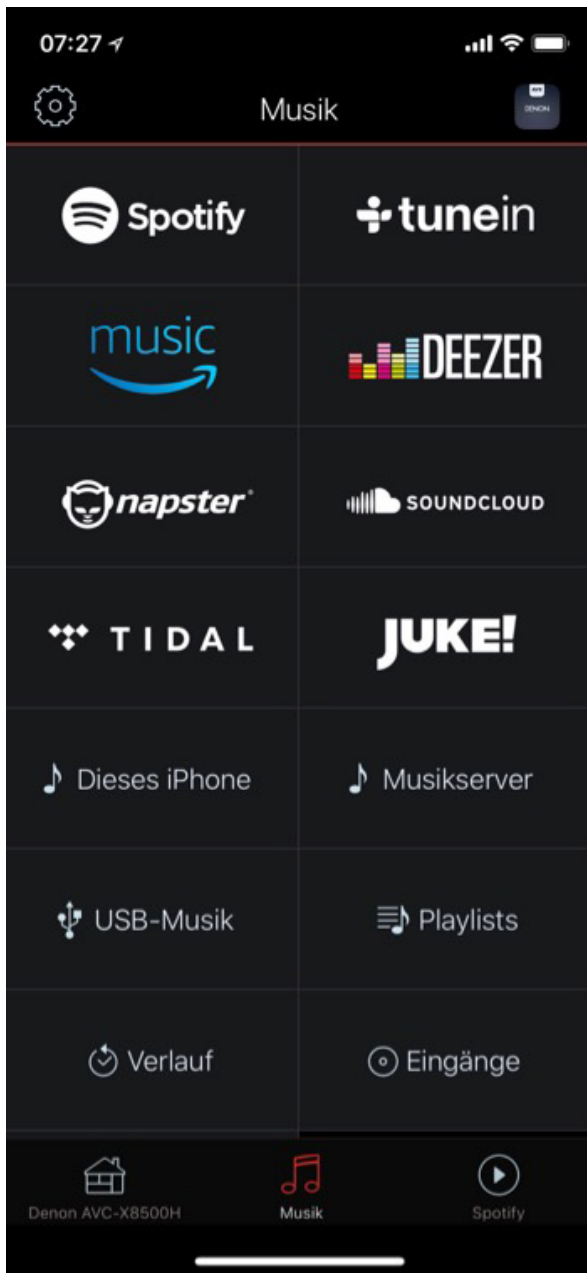 07:27
Musik
DENON
Spotify
tunein
music
DEEZER
napster
SOUNDCLOUD
TIDAL
JUKE!
Dieses iPhone
Musikserver
USB-Musik
Playlists
Verlauf
Eingänge
Denon AVC-X8500H
Musik
Spotify